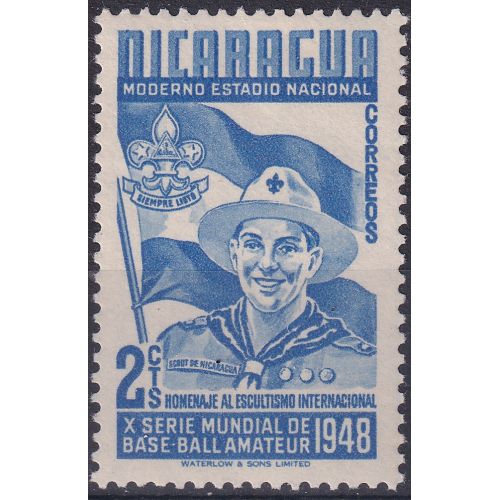 NICARAGUA
MODERNO ESTADIO NACIONAL
CORREOS
SIEMPRE LISTO
SCOUT DE NICARAGUA
2 CTS
HOMENAJE AL ESCULTISMO INTERNACIONAL
X SERIE MUNDIAL DE
BASE-BALL AMATEUR 1948
WATERLOW & SONS LIMITED